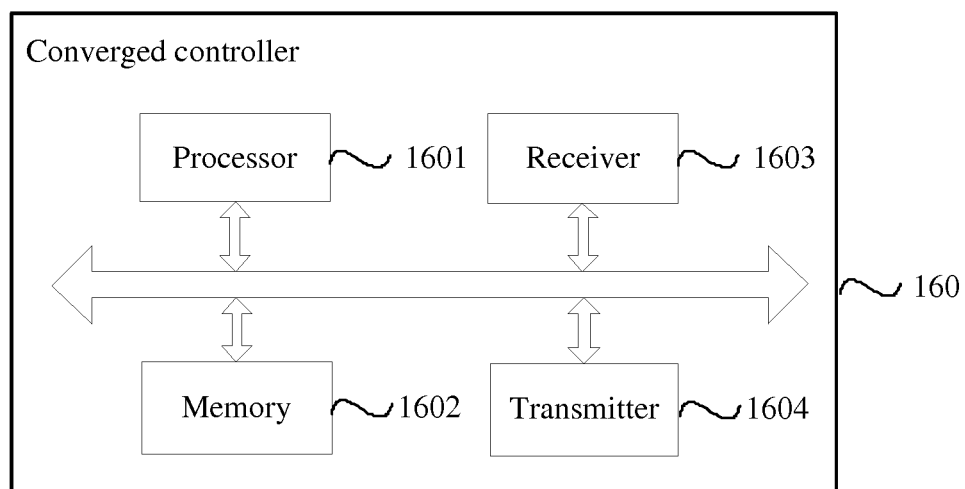 Converged controller
Processor 1601
Receiver 1603
160
Memory 1602
Transmitter 1604